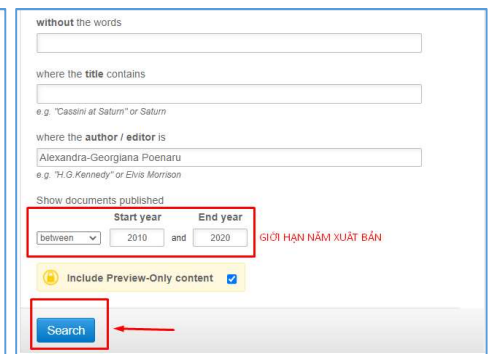 without the words
where the title contains
e.g. "Cassini at Saturn" or Saturn
where the author / editor is
Alexandra-Georgiana Poenaru
e.g. "H.G.Kennedy" or Elvis Morrison
Show documents published
Start year End year
between 2010 and 2020 GIỚI HẠN NĂM XUẤT BẢN
Include Preview-Only content
Search